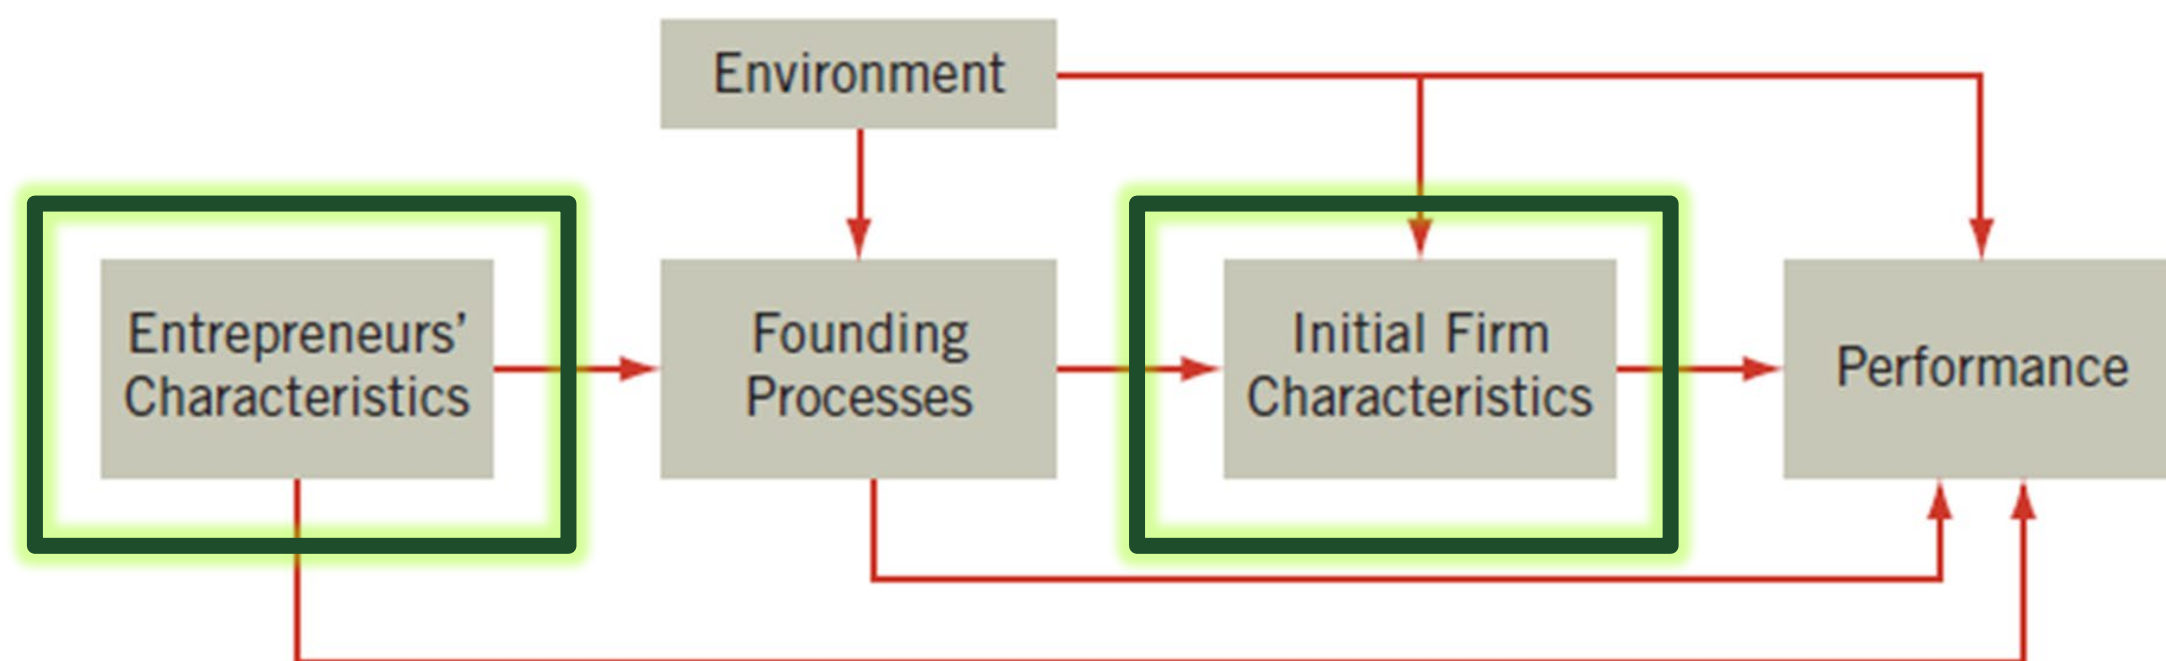 Environment
Entrepreneurs’
Characteristics
Founding
Processes
Initial Firm
Characteristics
Performance